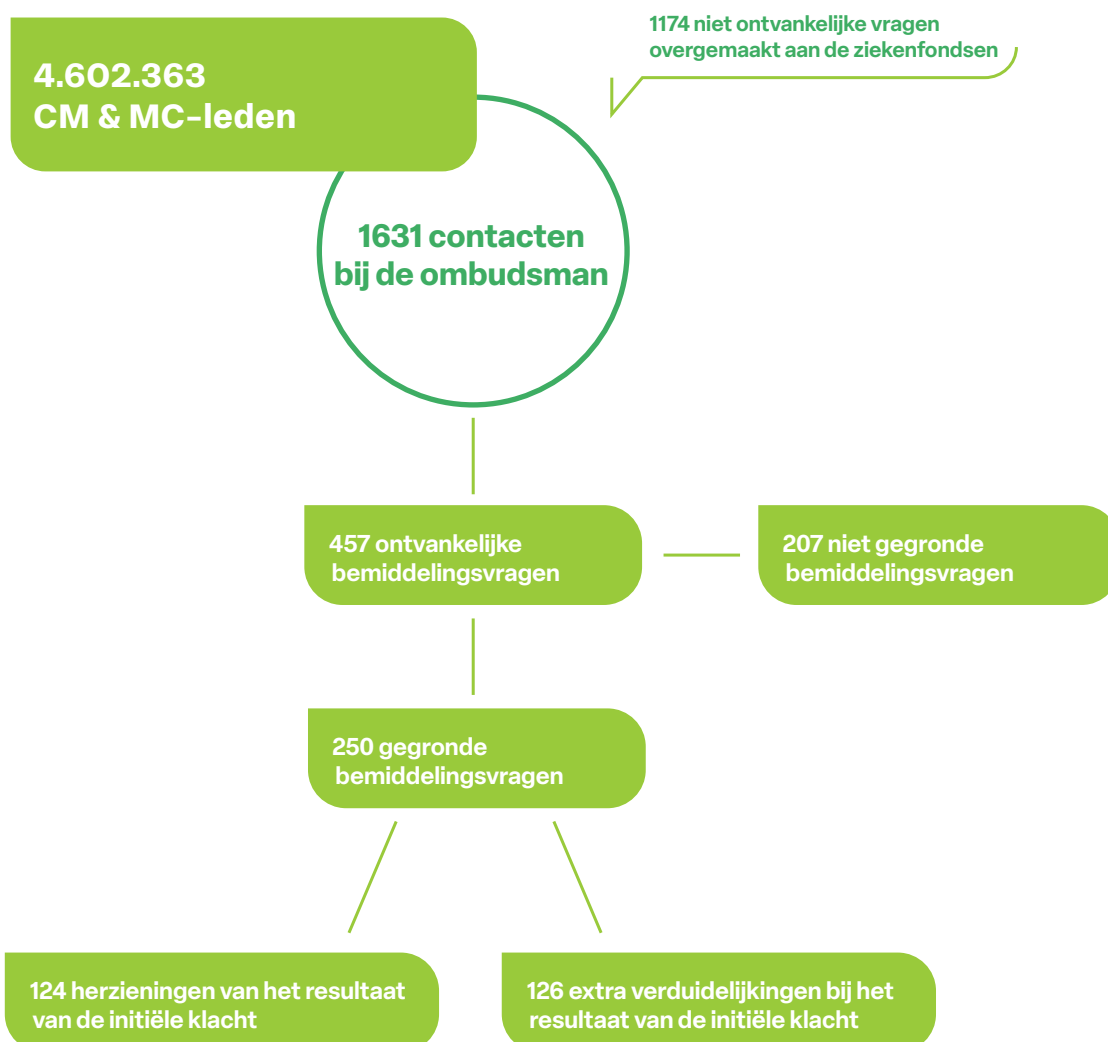 1174 niet ontvankelijke vragen
overgemaakt aan de ziekenfondsen
4.602.363
CM & MC-leden
1631 contacten
bij de ombudsman
457 ontvankelijke
bemiddelingsvragen
207 niet gegronde
bemiddelingsvragen
250 gegronde
bemiddelingsvragen
124 herzieningen van het resultaat
van de initiële klacht
126 extra verduidelijkingen bij het
resultaat van de initiële klacht